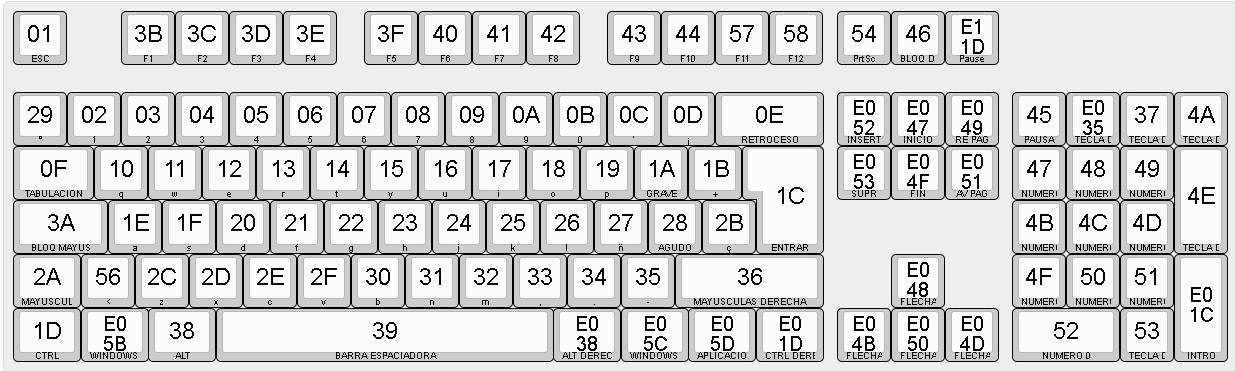 01 3B 3C 3D 3E 3F 40 41 42 43 44 57 58 54 46 E1 1D
ESC F1 F2 F3 F4 F5 F6 F7 F8 F9 F10 F11 F12 PrtSc BLOQ D Pause
29 02 03 04 05 06 07 08 09 0A 0B 0C 0D 0E E0 52 E0 47 E0 49 45 E0 35 37 4A
º 1 2 3 4 5 6 7 8 9 0 ' ¡ RETROCESO INSERT INICIO RE PAG PAUSA TECLA D TECLA D TECLA D
0F 10 11 12 13 14 15 16 17 18 19 1A 1B 1C E0 53 E0 4F E0 51 47 48 49 4E
TABULACION q w e r t y u i o p GRAVE + SUPR FIN AV PAG NUMERO NUMERO NUMERO
3A 1E 1F 20 21 22 23 24 25 26 27 28 2B 4B 4C 4D
BLOQ MAYUS a s d f g h j k l ñ AGUDO ç ENTRAR NUMERO NUMERO NUMERO TECLA D
2A 56 2C 2D 2E 2F 30 31 32 33 34 35 36 E0 48 4F 50 51 E0 1C
MAYUSCUL < z x c v b n m , . - MAYUSCULAS DERECHA FLECHA NUMERO NUMERO NUMERO
1D E0 5B 38 39 E0 38 E0 5C E0 5D E0 1D E0 4B E0 50 E0 4D 52 53
CTRL WINDOWS ALT BARRA ESPACIADORA ALT DEREC WINDOWS APLICACIO CTRL DERE FLECHA FLECHA FLECHA NUMERO 0 TECLA D INTRO